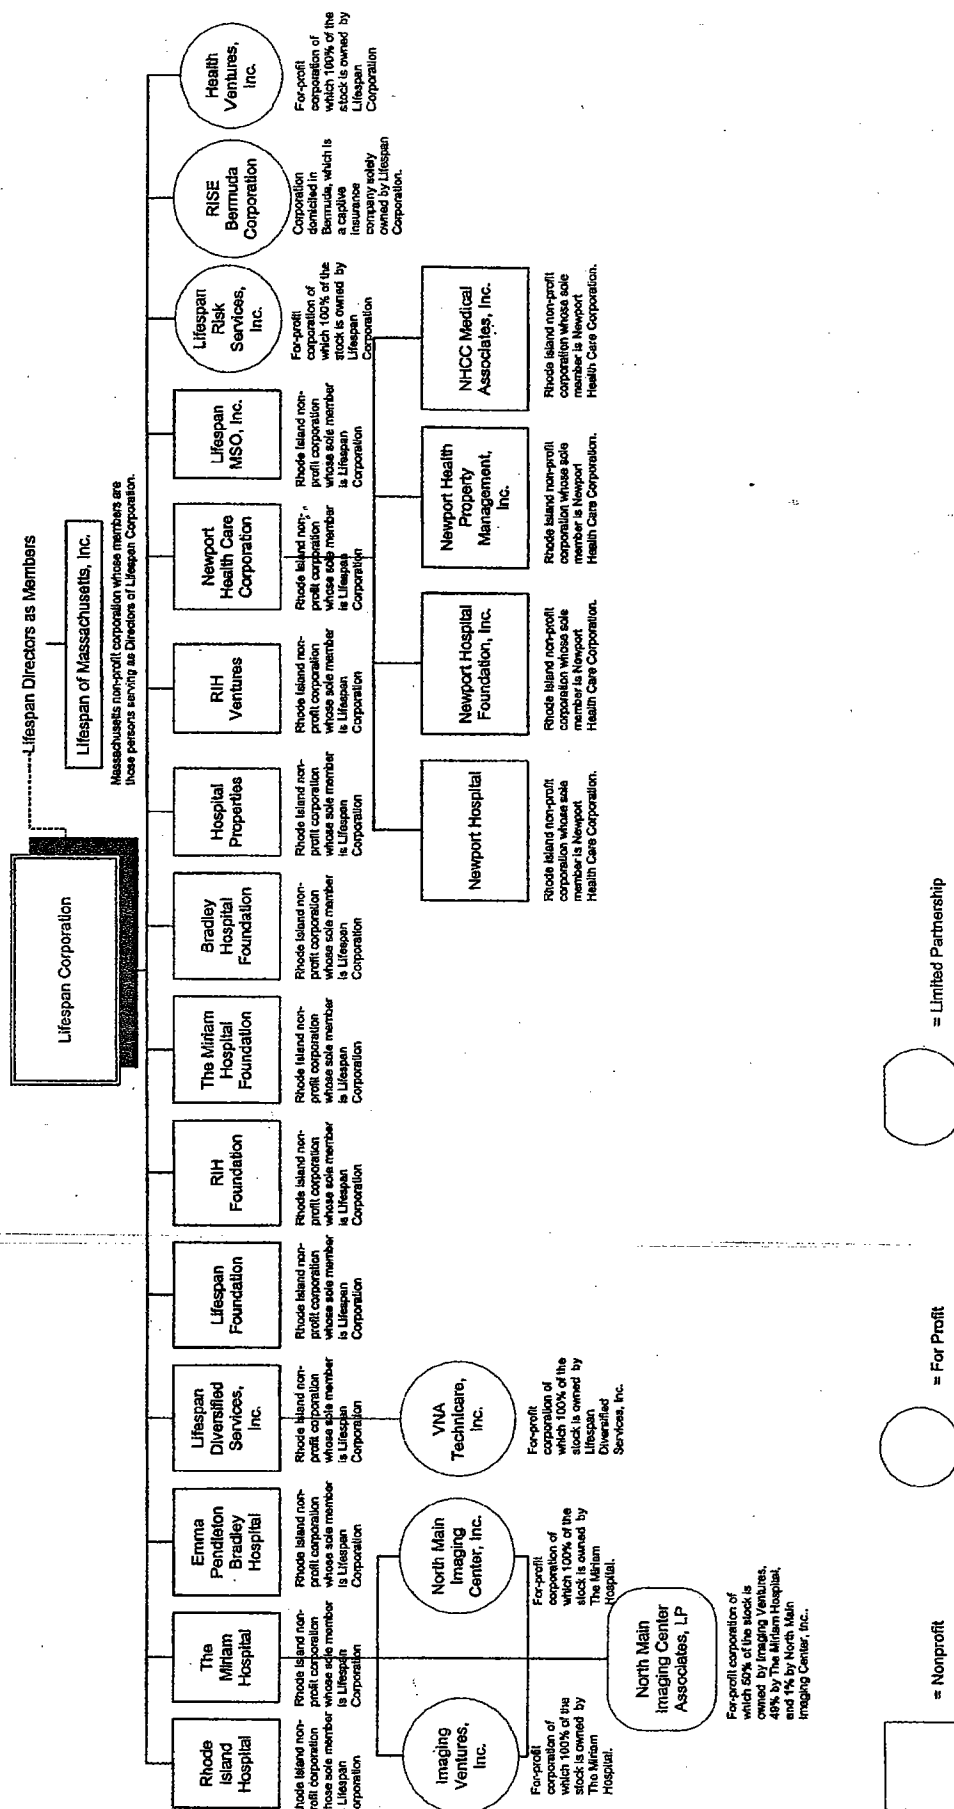 Lifespan Corporation
Lifespan Directors as Members
Lifespan of Massachusetts, Inc.
Massachusetts non-profit corporation whose members are
those persons serving as Directors of Lifespan Corporation.
Rhode
Island
Hospital
non-
corporation
sole member
Lifespan
The
Miriam
Hospital
Rhode Island non-
profit corporation
whose sole member
is Lifespan
Corporation
Emma
Pendleton
Bradley
Hospital
Rhode Island non-
profit corporation
whose sole member
is Lifespan
Corporation
Lifespan
Diversified
Services,
Inc.
Rhode Island non-
profit corporation
whose sole member
is Lifespan
Corporation
Lifespan
Foundation
Rhode Island non-
profit corporation
whose sole member
is Lifespan
Corporation
RIH
Foundation
Rhode Island non-
profit corporation
whose sole member
is Lifespan
Corporation
The Miriam
Hospital
Foundation
Rhode Island non-
profit corporation
whose sole member
is Lifespan
Corporation
Bradley
Hospital
Foundation
Rhode Island non-
profit corporation
whose sole member
is Lifespan
Corporation
Hospital
Properties
Rhode Island non-
profit corporation
whose sole member
is Lifespan
Corporation
RIH
Ventures
Rhode Island non-
profit corporation
whose sole member
is Lifespan
Corporation
Newport
Health Care
Corporation
Rhode Island non-
profit corporation
whose sole member
is Lifespan
Corporation
Lifespan
MSO, Inc.
Rhode Island non-
profit corporation
whose sole member
is Lifespan
Corporation
Lifespan
Risk
Services,
Inc.
For-profit
corporation of
which 100% of the
stock is owned by
Lifespan
Corporation
RISE
Bermuda
Corporation
Corporation
domiciled in
Bermuda, which is
a captive
insurance
company solely
owned by Lifespan
Corporation.
Health
Ventures,
Inc.
For-profit
corporation of
which 100% of the
stock is owned by
Lifespan
Corporation
Imaging
Ventures,
Inc.
For-profit
corporation of
which 100% of the
stock is owned by
The Miriam
Hospital.
North Main
Imaging
Center, Inc.
For-profit
corporation of
which 100% of the
stock is owned by
The Miriam
Hospital.
VNA
Technicare,
Inc.
For-profit
corporation of
which 100% of the
stock is owned by
Lifespan
Diversified
Services, Inc.
Newport Hospital
Rhode Island non-profit
corporation whose sole
member is Newport
Health Care Corporation.
Newport Hospital
Foundation, Inc.
Rhode Island non-profit
corporation whose sole
member is Newport
Health Care Corporation.
Newport Health
Property
Management,
Inc.
Rhode Island non-profit
corporation whose sole
member is Newport
Health Care Corporation.
NHCC Medical
Associates, Inc.
Rhode Island non-profit
corporation whose sole
member is Newport
Health Care Corporation.
North Main
Imaging Center
Associates, LP
For-profit corporation of
which 50% of the stock is
owned by Imaging Ventures,
49% by The Miriam Hospital,
and 1% by North Main
Imaging Center, Inc..
= Nonprofit
= For Profit
= Limited Partnership